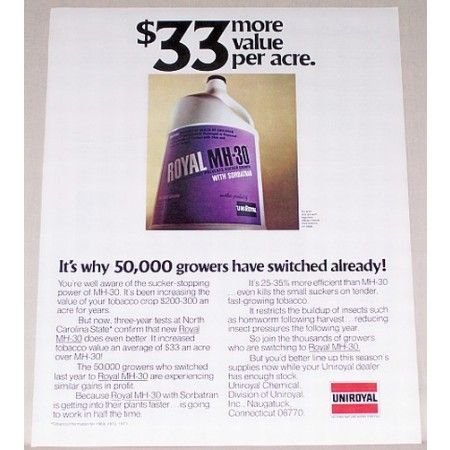 $33 more
value
per acre.
ROYAL MH-30
WITH SORBATRAN
UNIROYAL
It's why 50,000 growers have switched already!
You're well aware of the sucker-stopping
power of MH-30. It's been increasing the
value of your tobacco crop $200-300 an
acre for years.
But now, three-year tests at North
Carolina State* confirm that new Royal
MH-30 does even better. It increased
tobacco value an average of $33 an acre
over MH-30!
The 50,000 growers who switched
last year to Royal MH-30 are experiencing
similar gains in profit.
Because Royal MH-30 with Sorbatran
is getting into their plants faster...is going
to work in half the time.
It's 25-35% more efficient than MH-30
...even kills the small suckers on tender,
fast-growing tobacco.
It restricts the buildup of insects such
as hornworm following harvest...reducing
insect pressures the following year.
So join the thousands of growers
who are switching to Royal MH-30.
But you'd better line up this season's
supplies now while your Uniroyal dealer
has enough stock.
Uniroyal Chemical,
Division of Uniroyal,
Inc., Naugatuck,
Connecticut 06770.
UNIROYAL